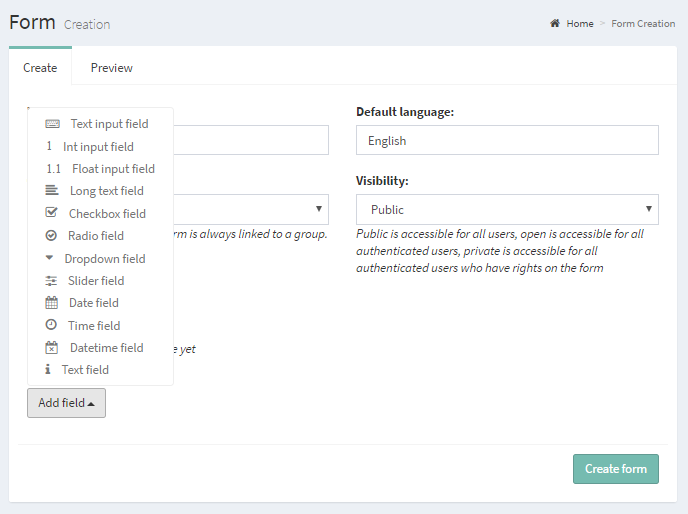 Form Creation
Home > Form Creation
Create
Preview
Text input field
1 Int input field
1.1 Float input field
Long text field
Checkbox field
Radio field
Dropdown field
Slider field
Date field
Time field
Datetime field
Text field
Add field
Default language:
English
Visibility:
Public
rm is always linked to a group.
Public is accessible for all users, open is accessible for all
authenticated users, private is accessible for all
authenticated users who have rights on the form
yet
Create form